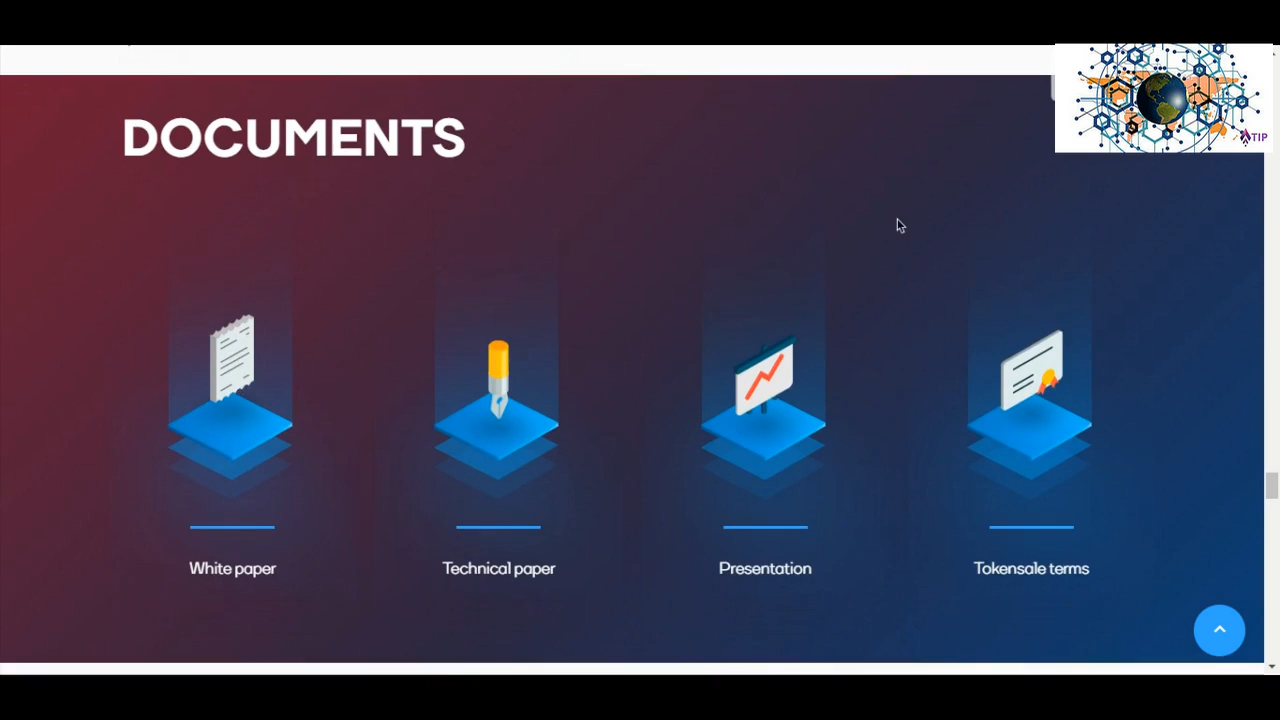 DOCUMENTS
TIP
White paper
Technical paper
Presentation
Tokensale terms